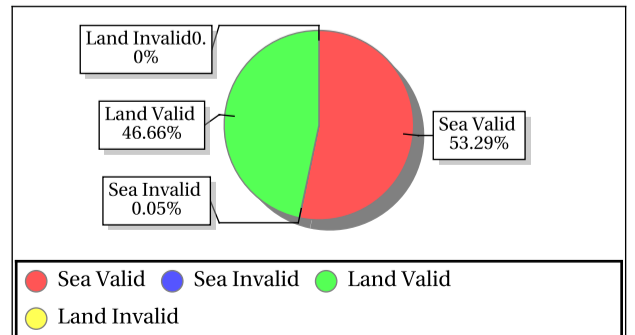 Land Invalid0.
0%
Land Valid
46.66%
Sea Valid
53.29%
Sea Invalid
0.05%
Sea Valid Sea Invalid Land Valid
Land Invalid